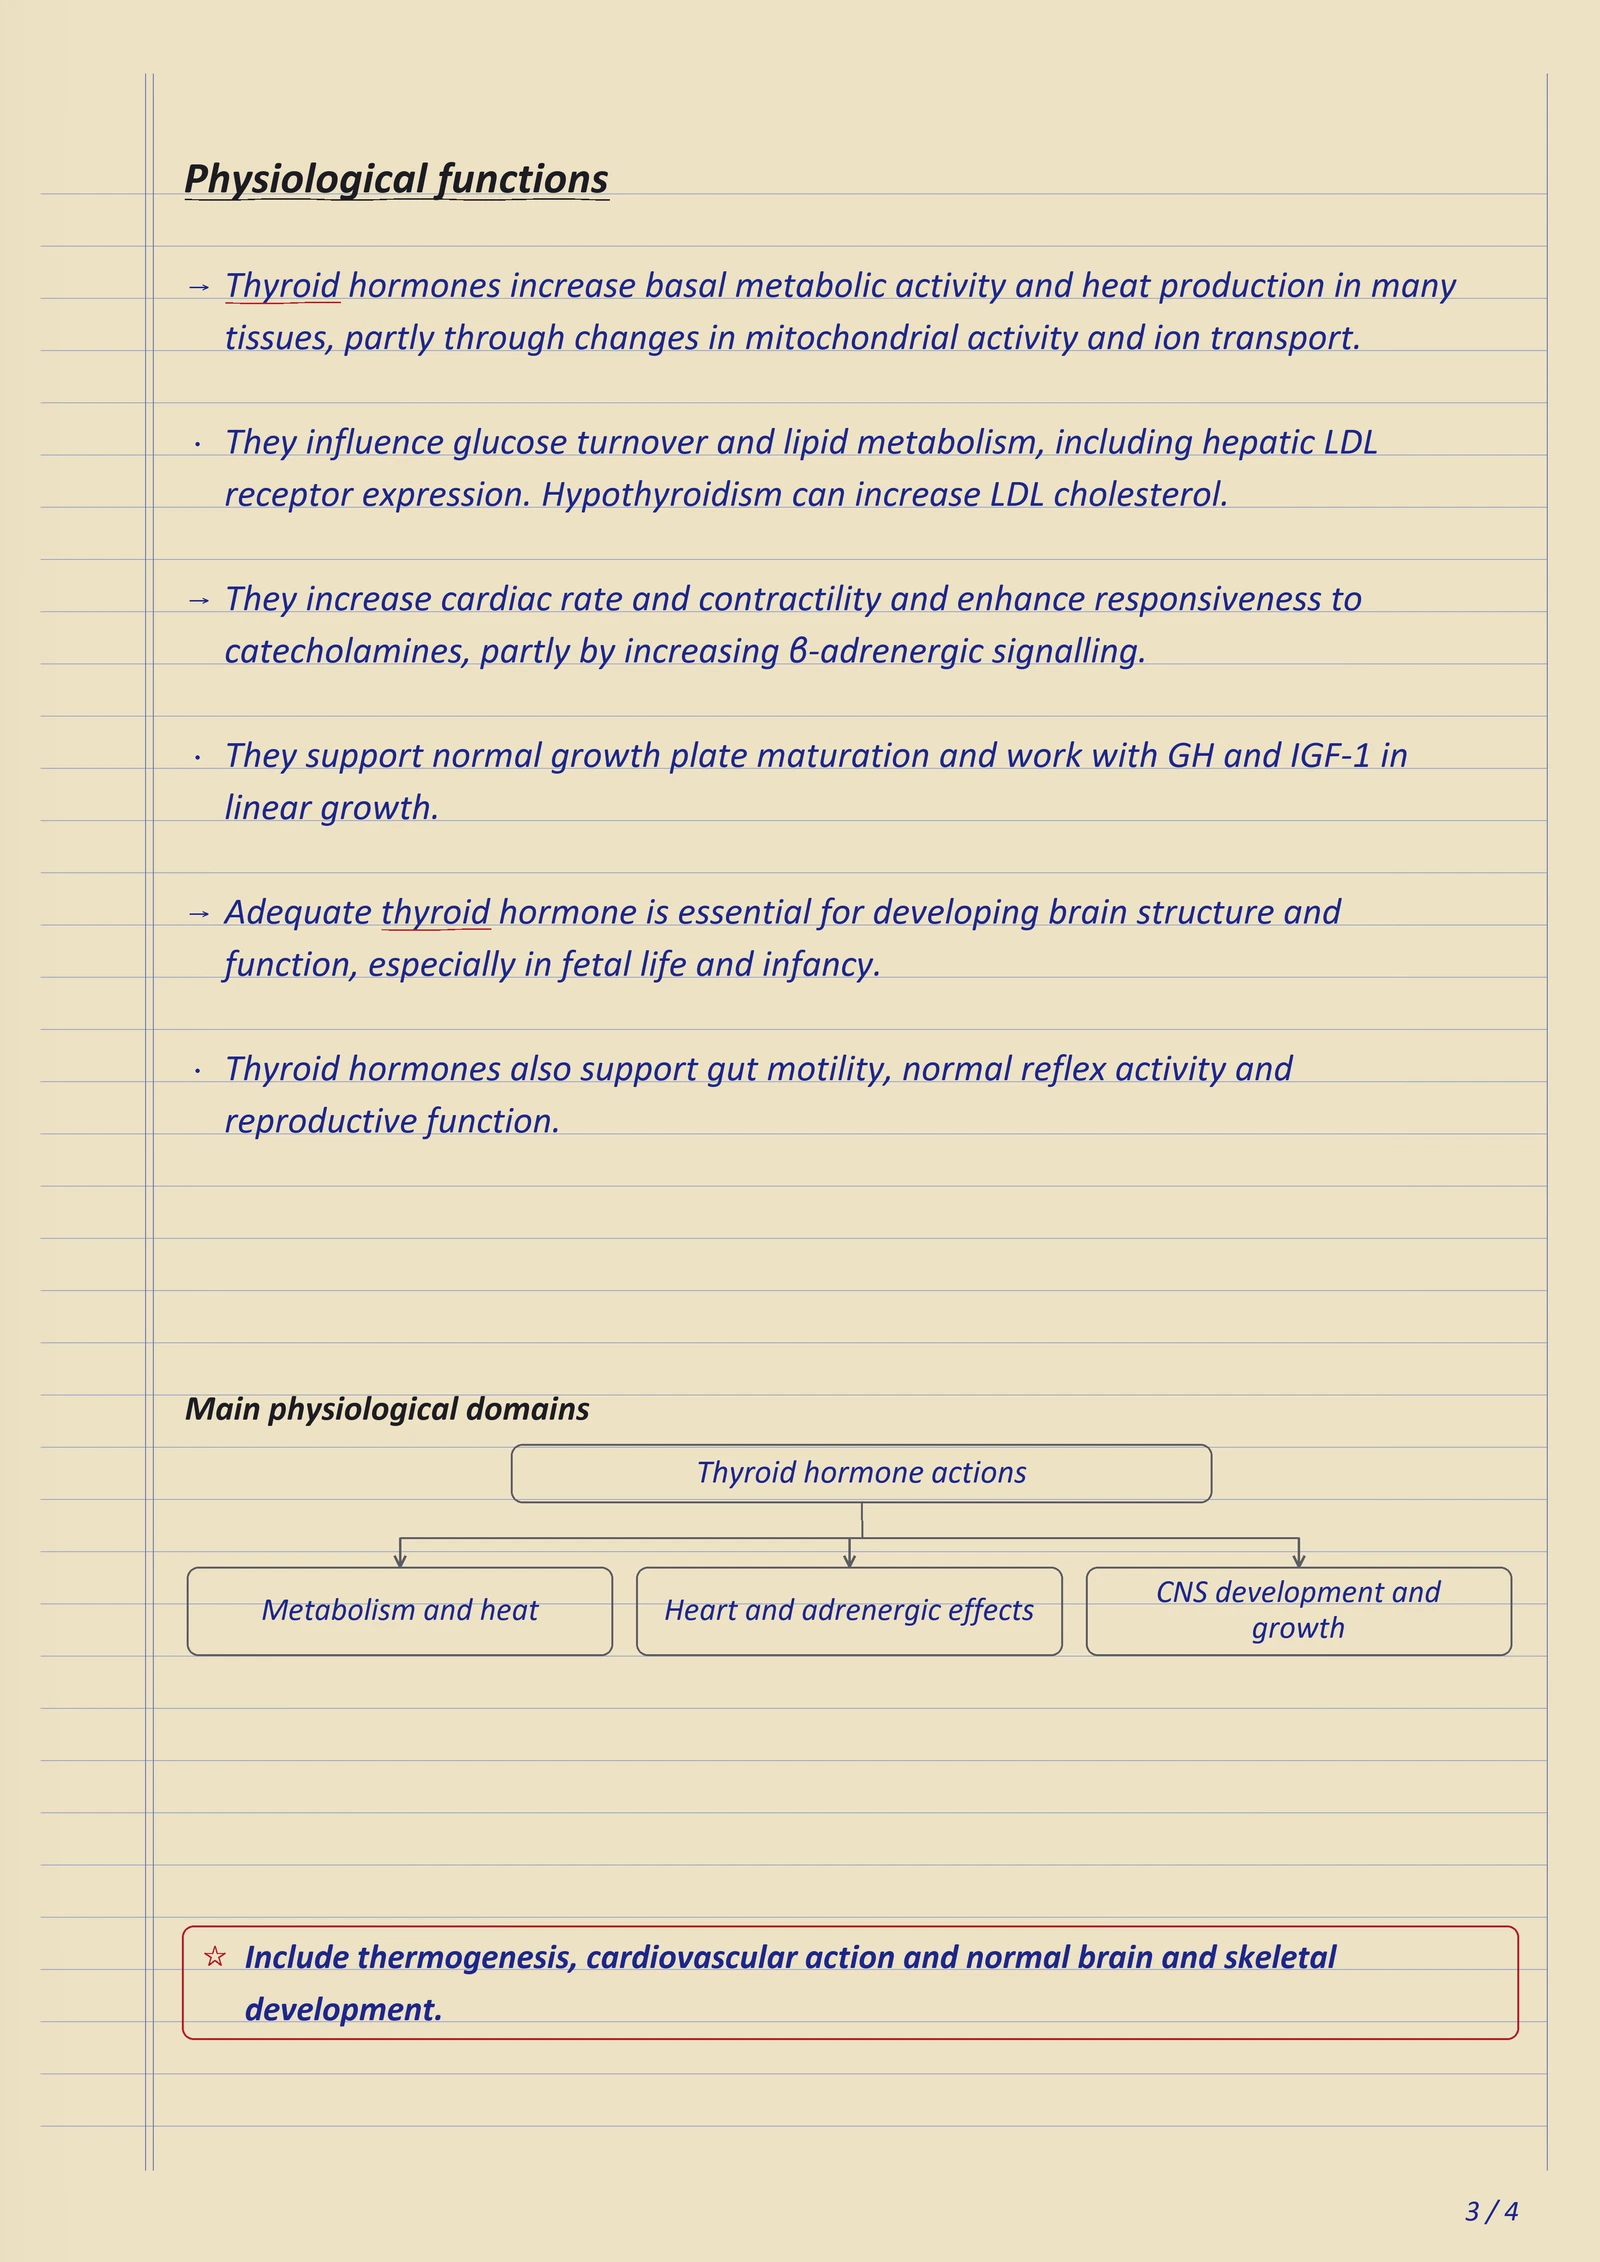 Physiological functions
→ Thyroid hormones increase basal metabolic activity and heat production in many
tissues, partly through changes in mitochondrial activity and ion transport.
· They influence glucose turnover and lipid metabolism, including hepatic LDL
receptor expression. Hypothyroidism can increase LDL cholesterol.
→ They increase cardiac rate and contractility and enhance responsiveness to
catecholamines, partly by increasing β-adrenergic signalling.
· They support normal growth plate maturation and work with GH and IGF-1 in
linear growth.
→ Adequate thyroid hormone is essential for developing brain structure and
function, especially in fetal life and infancy.
· Thyroid hormones also support gut motility, normal reflex activity and
reproductive function.
Main physiological domains
Thyroid hormone actions
Metabolism and heat
Heart and adrenergic effects
CNS development and
growth
☆ Include thermogenesis, cardiovascular action and normal brain and skeletal
development.
3 / 4